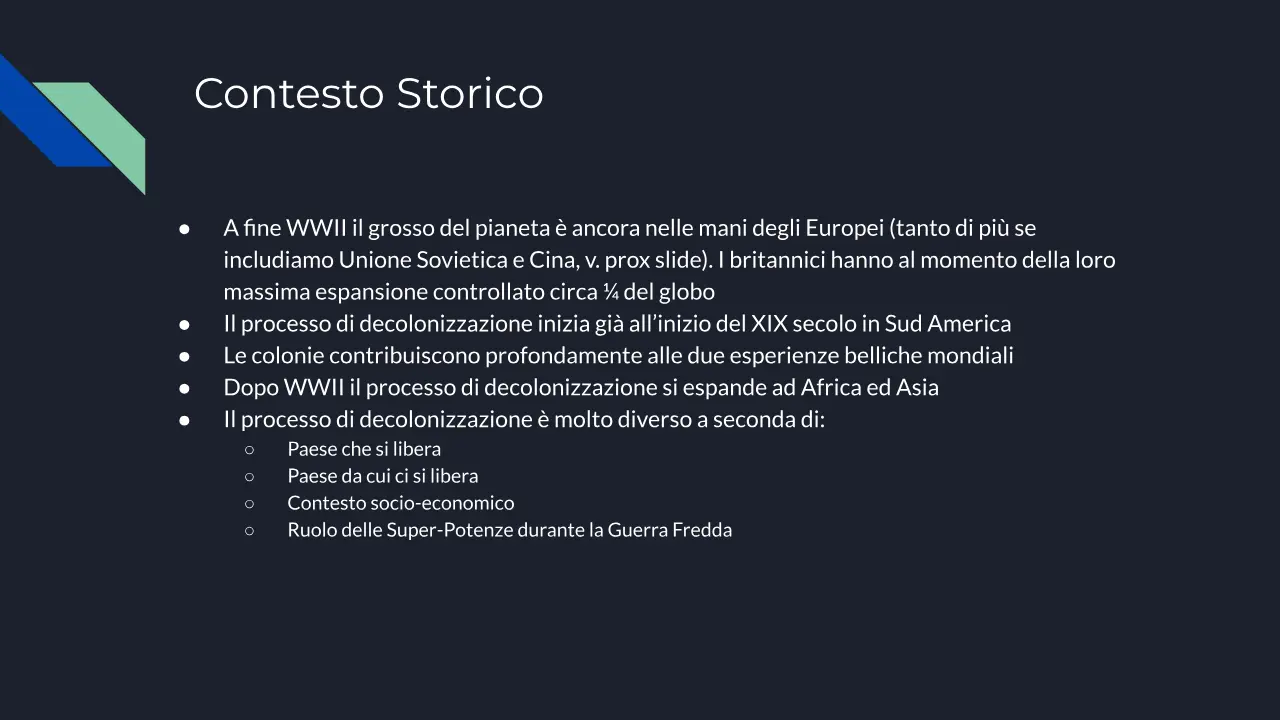 Contesto Storico
● A fine WWII il grosso del pianeta è ancora nelle mani degli Europei (tanto di più se
includiamo Unione Sovietica e Cina, v. prox slide). I britannici hanno al momento della loro
massima espansione controllato circa ¼ del globo
● Il processo di decolonizzazione inizia già all’inizio del XIX secolo in Sud America
● Le colonie contribuiscono profondamente alle due esperienze belliche mondiali
● Dopo WWII il processo di decolonizzazione si espande ad Africa ed Asia
● Il processo di decolonizzazione è molto diverso a seconda di:
○ Paese che si libera
○ Paese da cui ci si libera
○ Contesto socio-economico
○ Ruolo delle Super-Potenze durante la Guerra Fredda